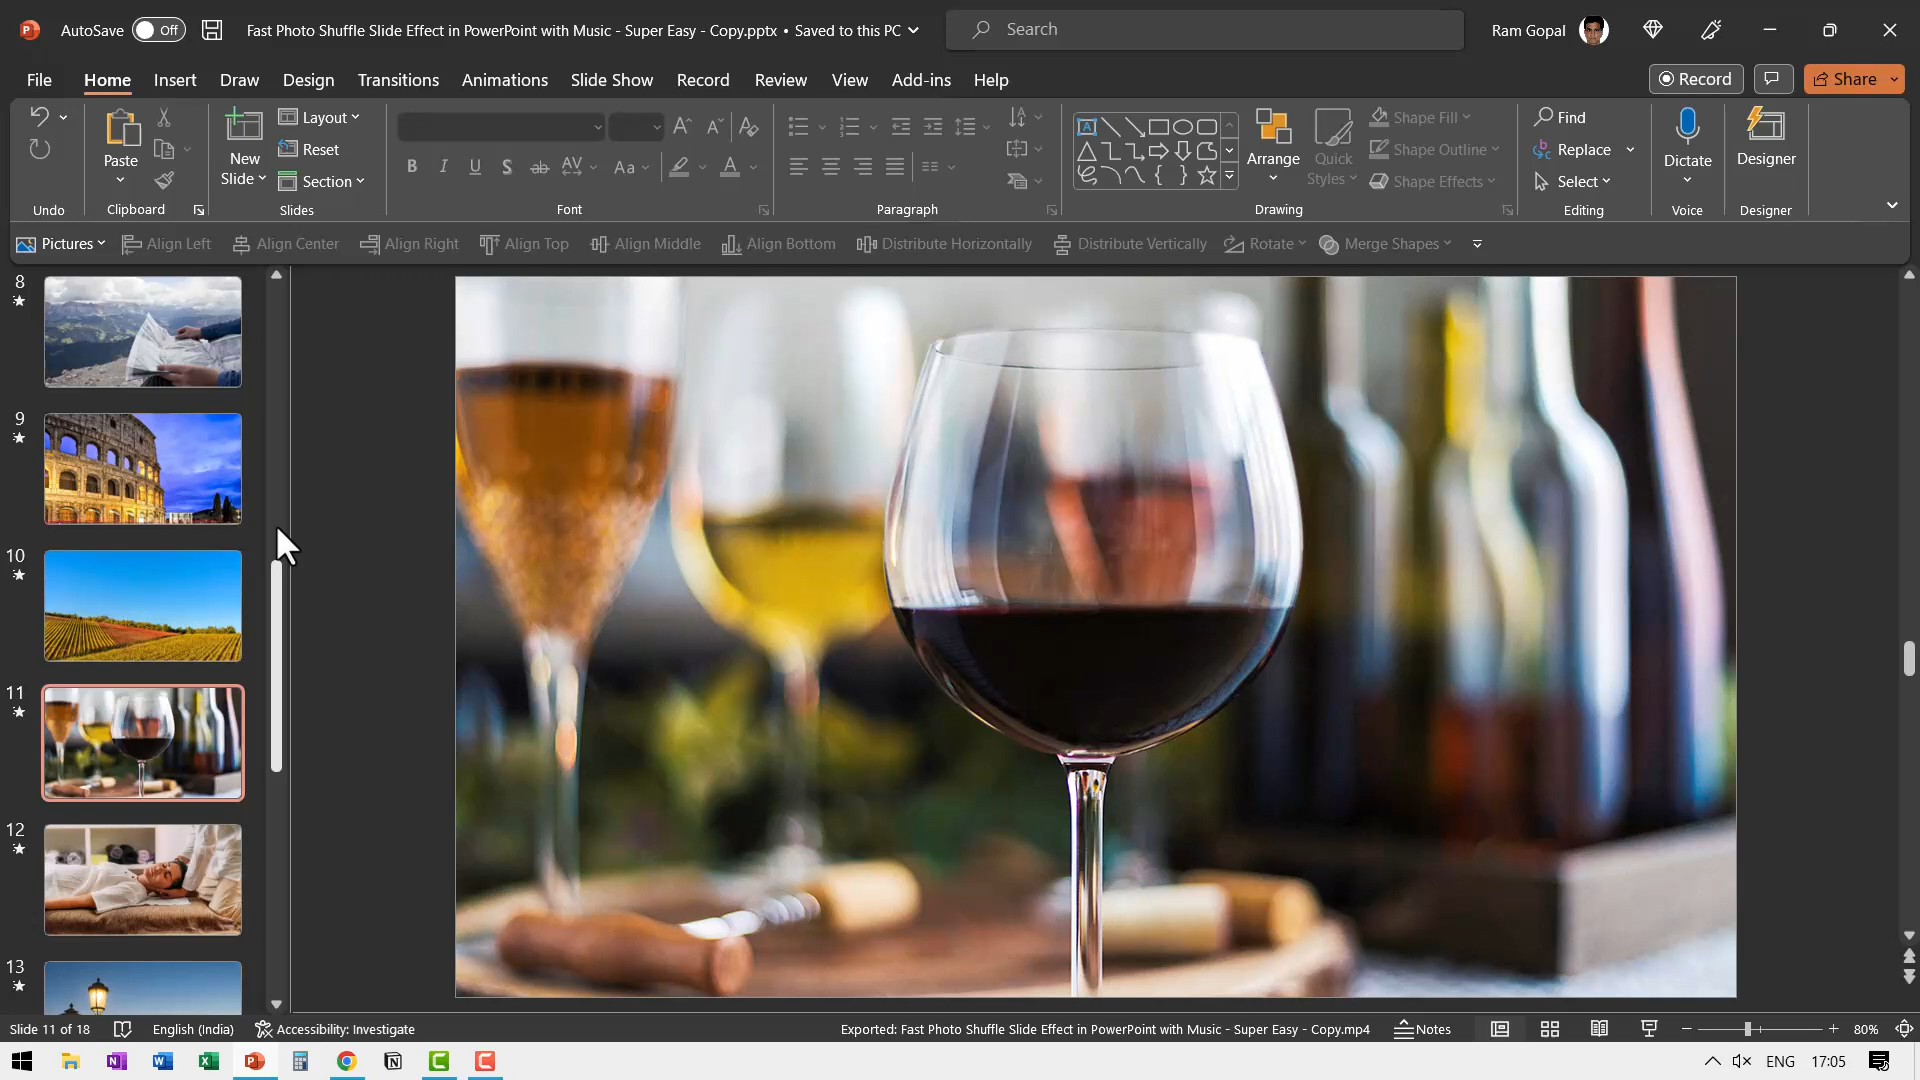 AutoSave Off Fast Photo Shuffle Slide Effect in PowerPoint with Music - Super Easy - Copy.pptx • Saved to this PC Search Ram Gopal
File Home Insert Draw Design Transitions Animations Slide Show Record Review View Add-ins Help Record Share
Paste New Slide Layout Reset Section B I U S ab AV Aa A Arrange Quick Styles Shape Fill Shape Outline Shape Effects Find Replace Select Dictate Designer
Undo Clipboard Slides Font Paragraph Drawing Editing Voice Designer
Pictures Align Left Align Center Align Right Align Top Align Middle Align Bottom Distribute Horizontally Distribute Vertically Rotate Merge Shapes
8
9
10
11
12
13
Slide 11 of 18 English (India) Accessibility: Investigate Exported: Fast Photo Shuffle Slide Effect in PowerPoint with Music - Super Easy - Copy.mp4 Notes 80%
ENG 17:05